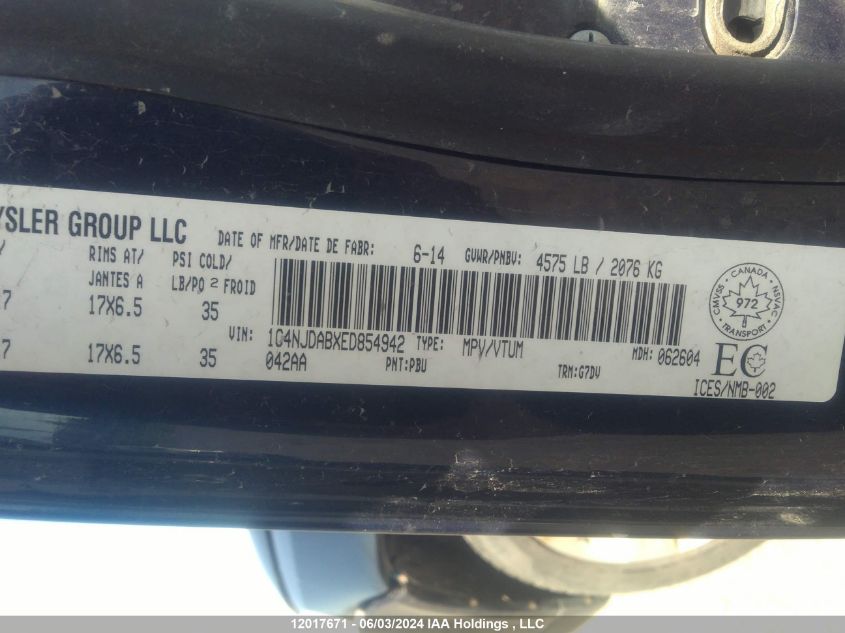 YSLER GROUP LLC DATE OF MFR/DATE DE FABR: 6-14 GVWR/PNBV: 4575 LB / 2076 KG
RIMS AT/ PSI COLD/
JANTES A LB/PO 2 FROID
7 17X6.5 35
VIN: 1C4NJDABXED854942 TYPE: MPV/VTUM MDH: 062604
7 17X6.5 35 042AA PNT:PBU TRM:G7DV
CMVSS CANADA NSVAC
972
TRANSPORT
EC
ICES/NMB-002
12017671 - 06/03/2024 IAA Holdings , LLC